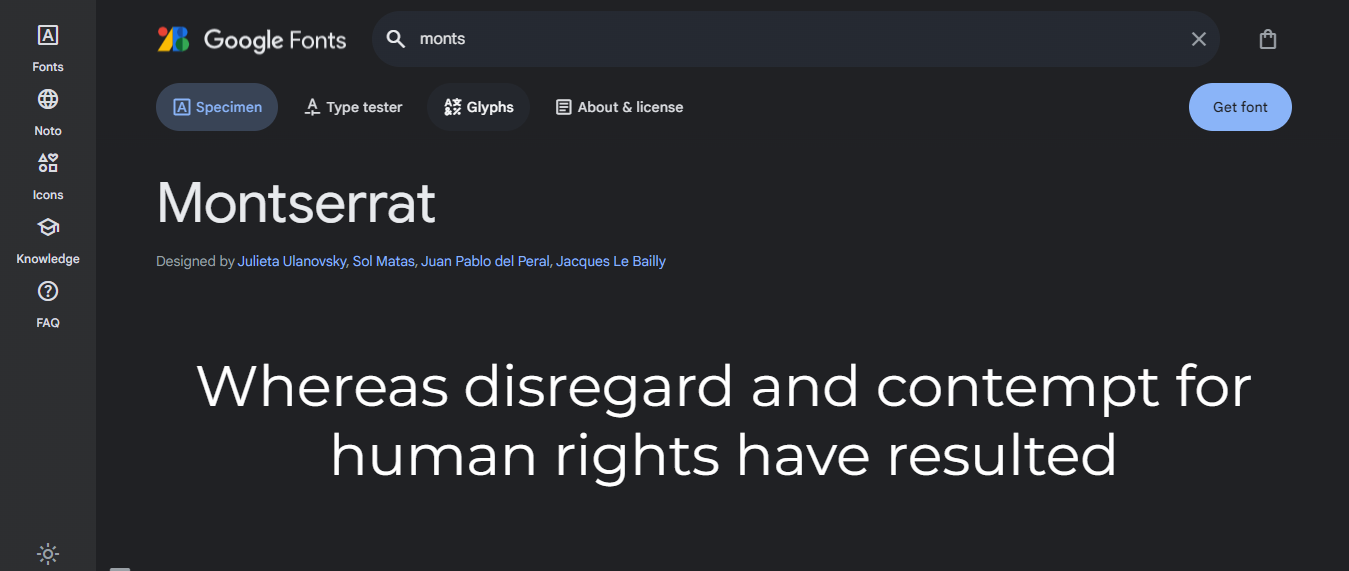 Fonts
Noto
Icons
Knowledge
FAQ
Google Fonts
monts
Specimen
Type tester
Glyphs
About & license
Get font
Montserrat
Designed by Julieta Ulanovsky, Sol Matas, Juan Pablo del Peral, Jacques Le Bailly
Whereas disregard and contempt for
human rights have resulted